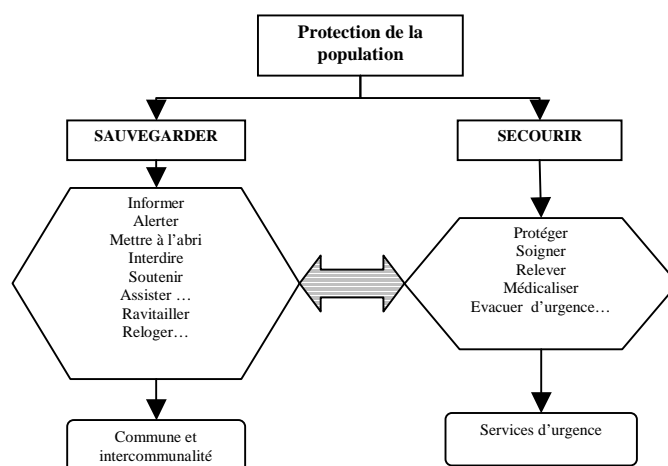 Protection de la
population
SAUVEGARDER
SECOURIR
Informer
Alerter
Mettre à l'abri
Interdire
Soutenir
Assister …
Ravitailler
Reloger…
Protéger
Soigner
Relever
Médicaliser
Evacuer d'urgence…
Commune et
intercommunalité
Services d'urgence